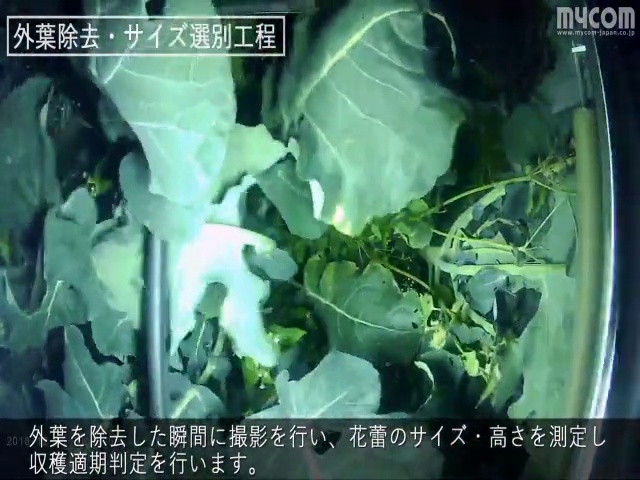 外葉除去・サイズ選別工程
mycom
www.mycom-japan.co.jp
外葉を除去した瞬間に撮影を行い、花蕾のサイズ・高さを測定し
収穫適期判定を行います。